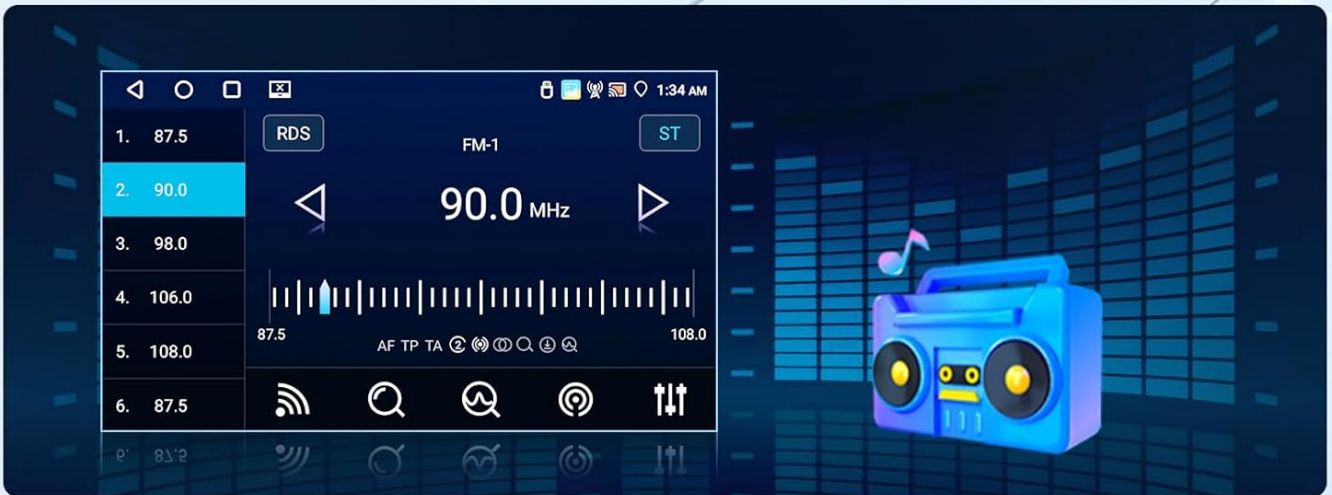 1:34 AM
1. 87.5
2. 90.0
3. 98.0
4. 106.0
5. 108.0
6. 87.5
RDS
FM-1
ST
90.0 MHz
87.5
108.0
AF TP TA 2